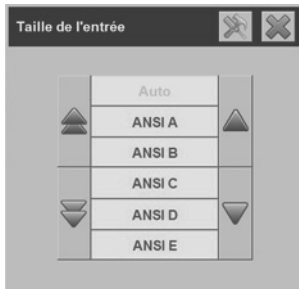 Taille de l'entrée
Auto
ANSI A
ANSI B
ANSI C
ANSI D
ANSI E